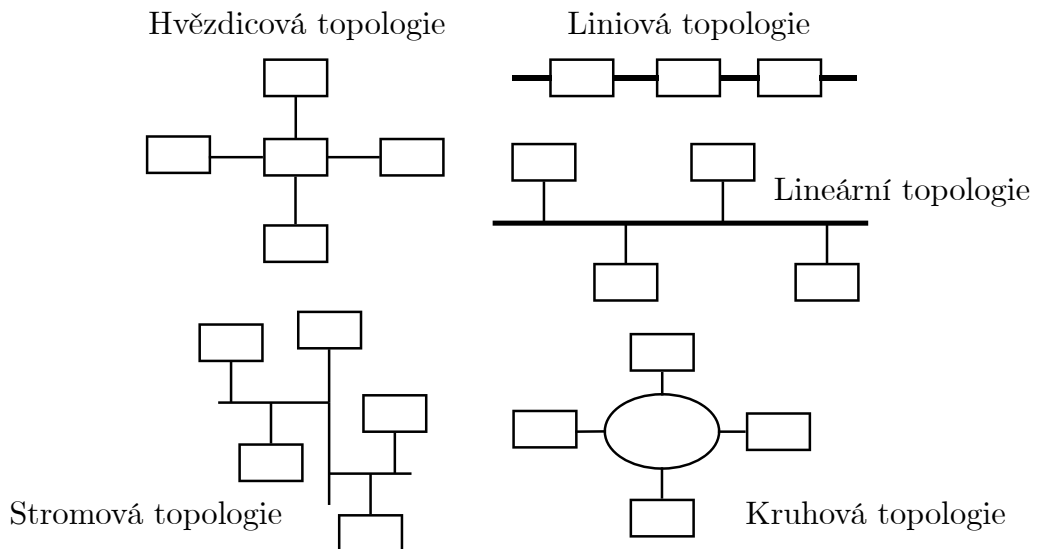 Hvězdicová topologie
Liniová topologie
Lineární topologie
Stromová topologie
Kruhová topologie